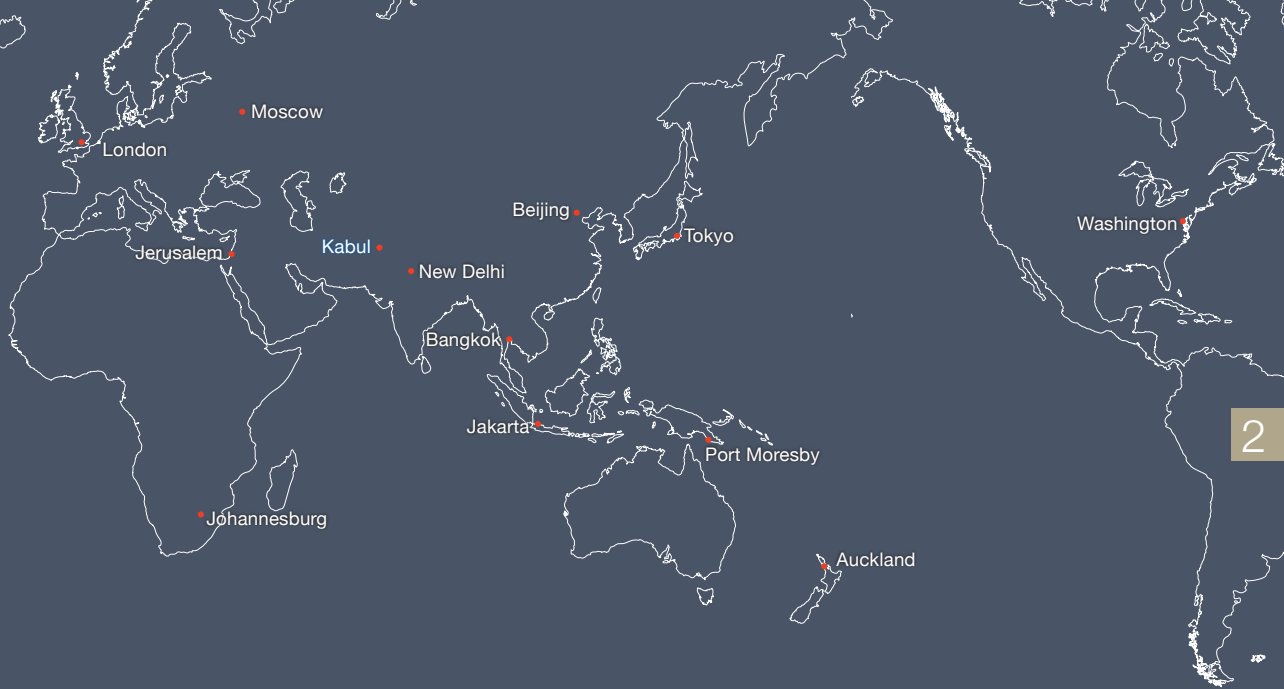 Moscow
London
Beijing
Washington
Tokyo
Kabul
Jerusalem
New Delhi
Bangkok
Jakarta
2
Port Moresby
Johannesburg
Auckland